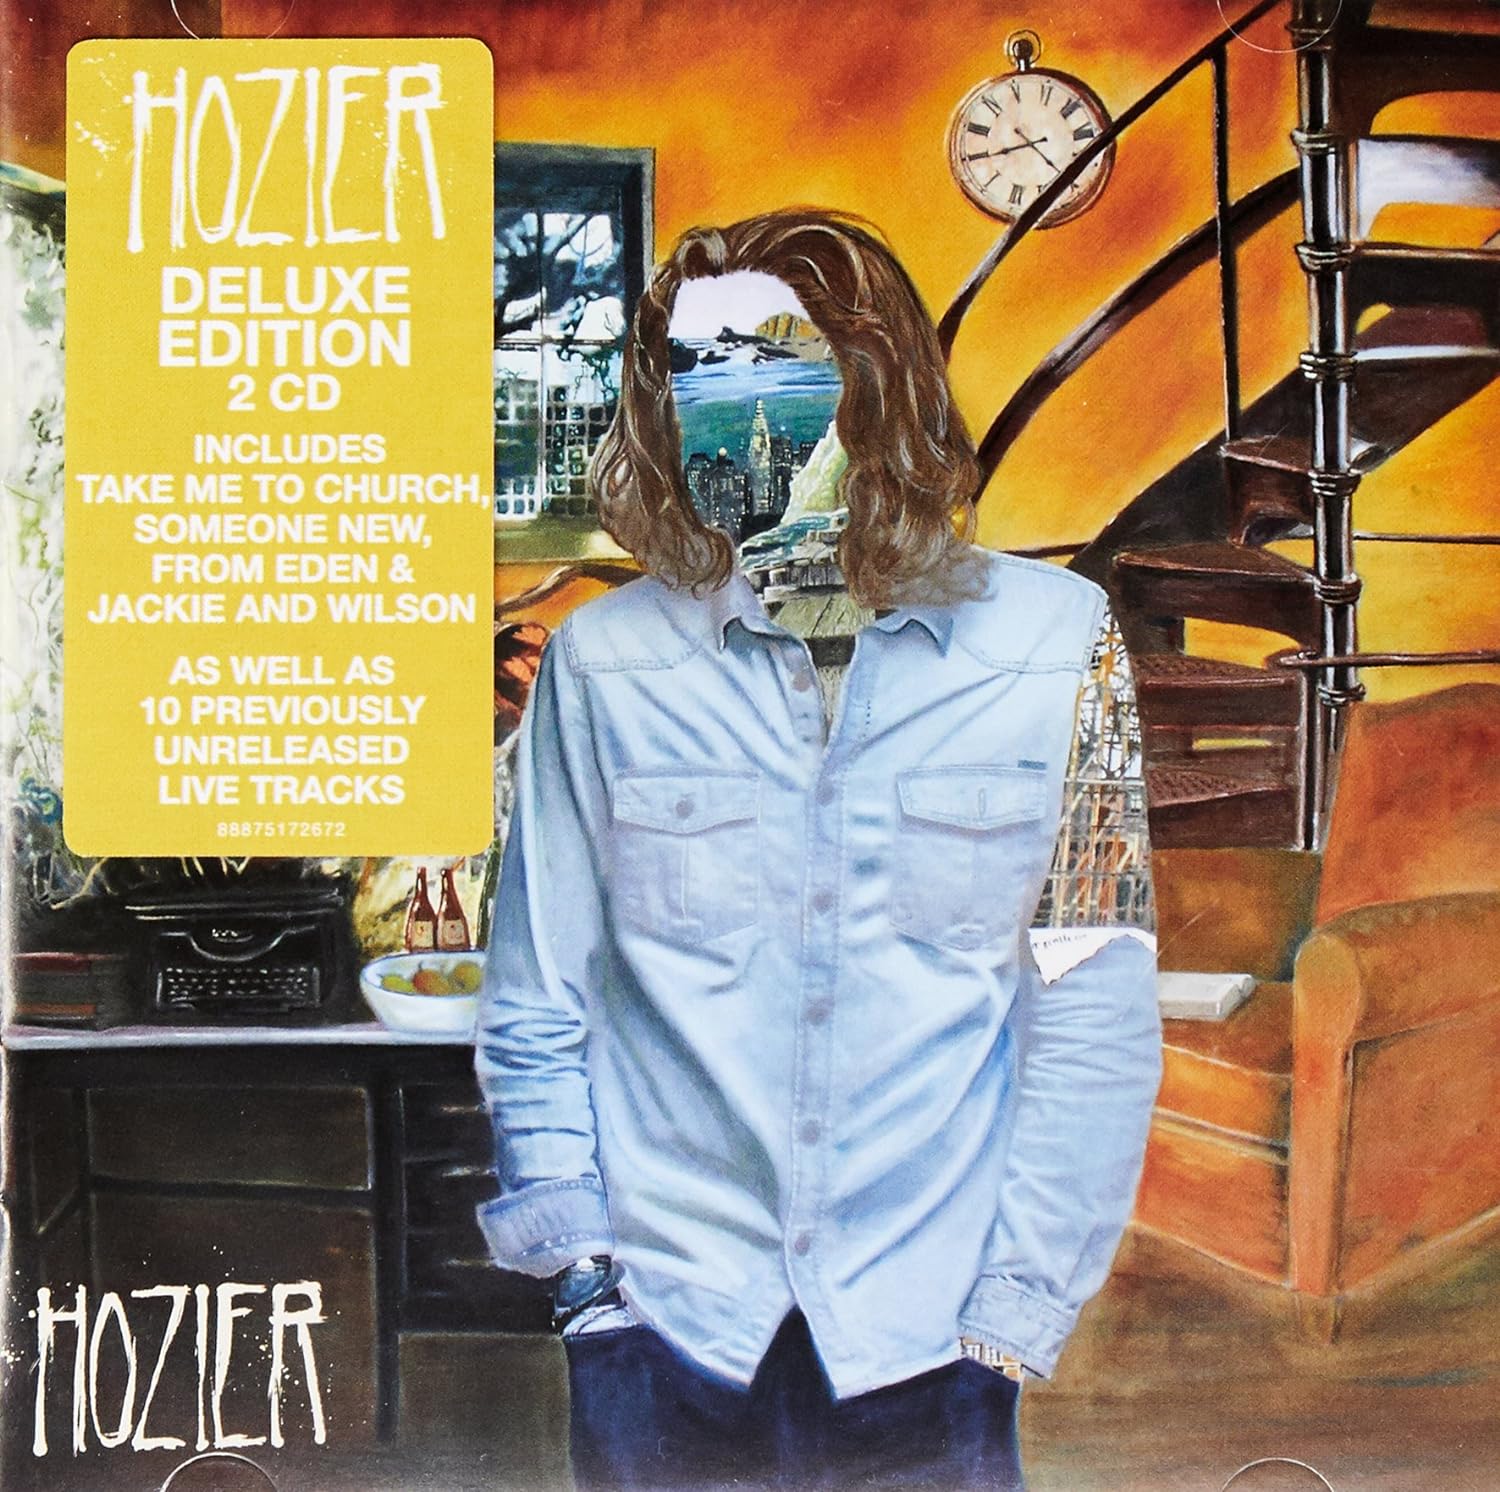 HOZIER
DELUXE
EDITION
2 CD
INCLUDES
TAKE ME TO CHURCH,
SOMEONE NEW,
FROM EDEN &
JACKIE AND WILSON
AS WELL AS
10 PREVIOUSLY
UNRELEASED
LIVE TRACKS
88875172672
HOZIER